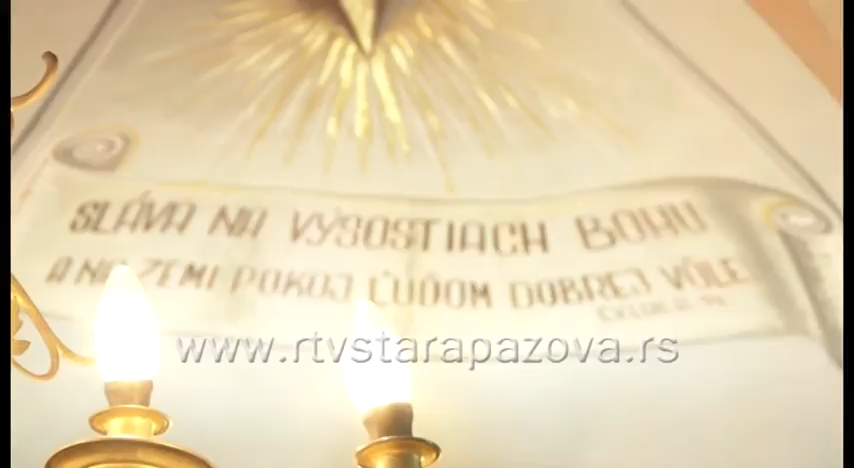 SLÁVA NA VÝSOSTIACH BOHU
A NA ZEMI POKOJ ĽUĎOM DOBREJ VÔLE
www.rtvstarapazova.rs